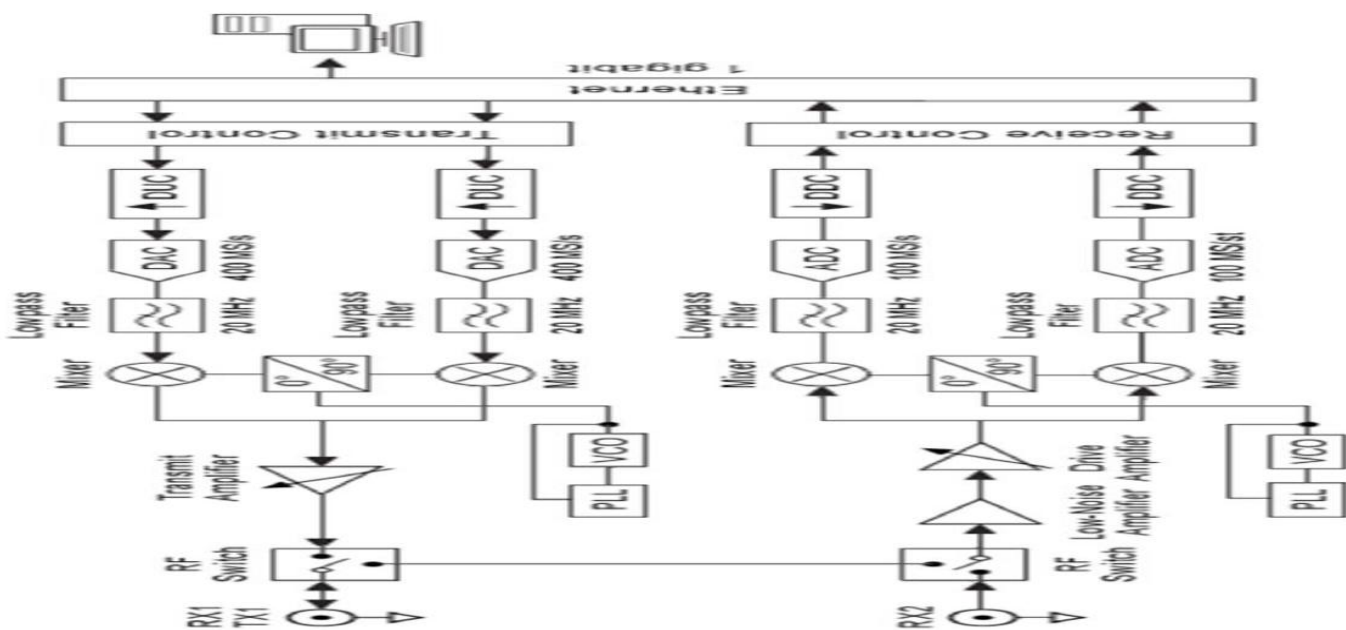 1 gigabit
Ethernet
Transmit Control
DUC
DUC
DAC
400 MS/s
DAC
400 MS/s
Lowpass
Filter
20 MHz
Lowpass
Filter
20 MHz
Mixer
0°
90°
Mixer
Transmit
Amplifier
VCO
PLL
RF
Switch
RX1
TX1
Receive Control
DDC
DDC
ADC
100 MS/s
ADC
100 MS/st
Lowpass
Filter
20 MHz
Lowpass
Filter
20 MHz
Mixer
0°
90°
Mixer
Drive
Amplifier
Low-Noise
Amplifier
VCO
PLL
RF
Switch
RX2